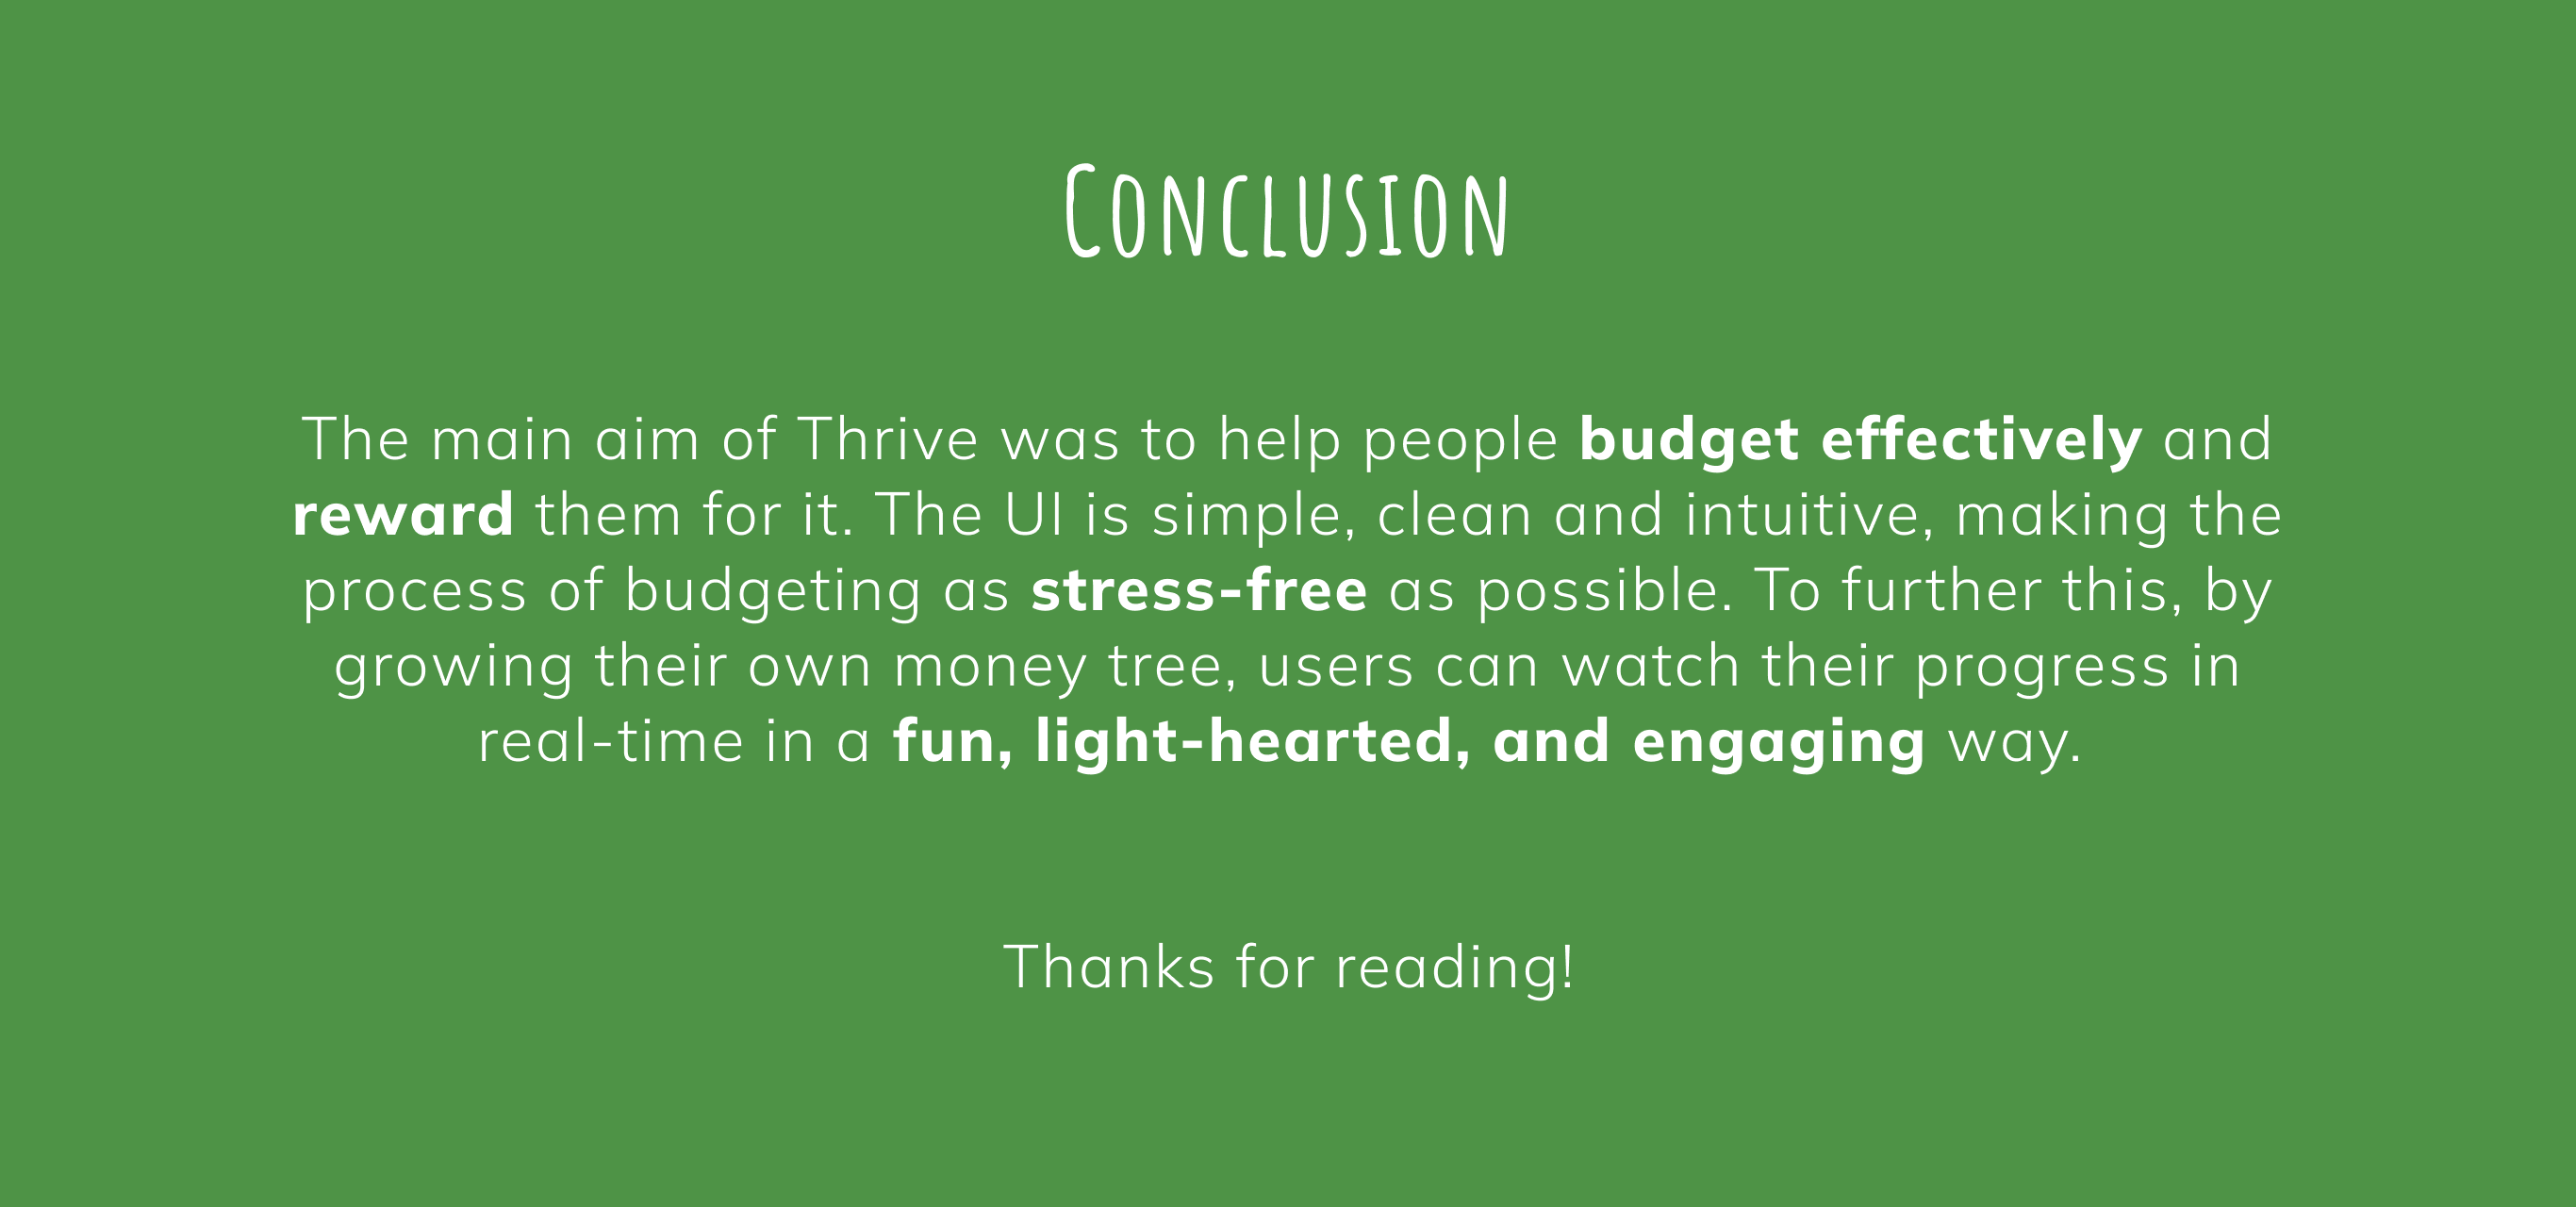 Conclusion
The main aim of Thrive was to help people budget effectively and
reward them for it. The UI is simple, clean and intuitive, making the
process of budgeting as stress-free as possible. To further this, by
growing their own money tree, users can watch their progress in
real-time in a fun, light-hearted, and engaging way.
Thanks for reading!